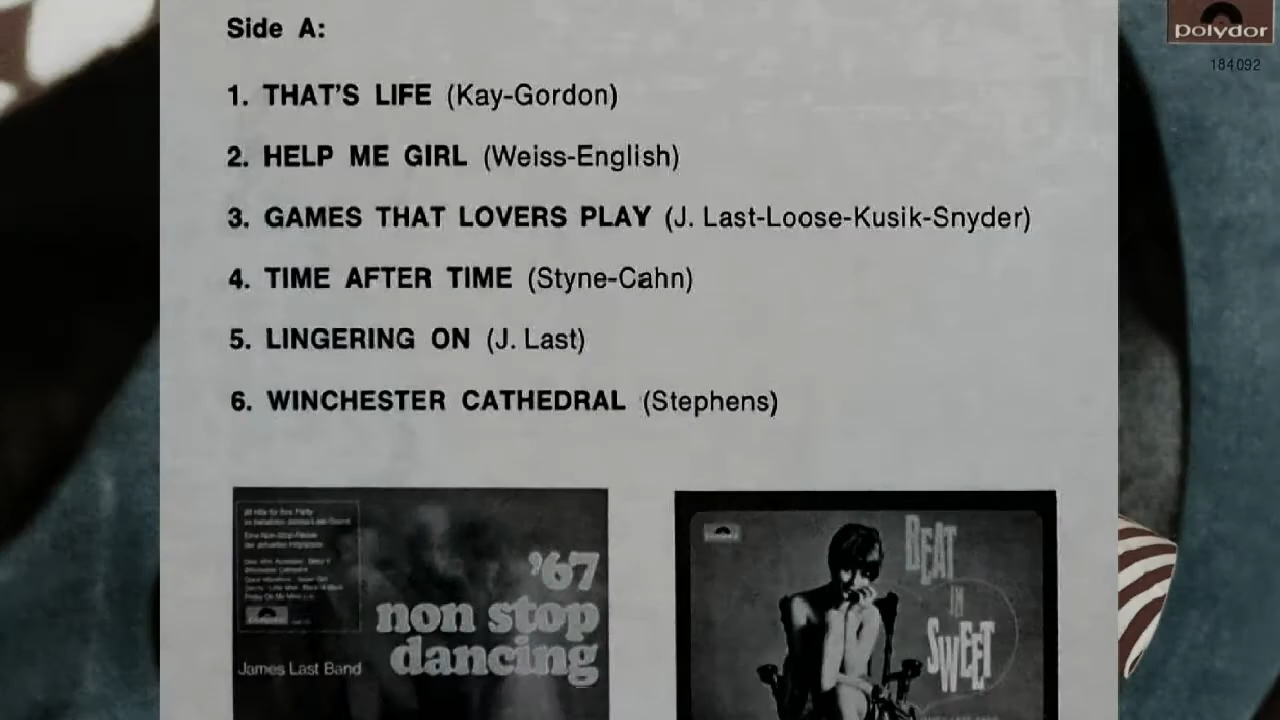 Side A:
polydor
184092
1. THAT'S LIFE (Kay-Gordon)
2. HELP ME GIRL (Weiss-English)
3. GAMES THAT LOVERS PLAY (J. Last-Loose-Kusik-Snyder)
4. TIME AFTER TIME (Styne-Cahn)
5. LINGERING ON (J. Last)
6. WINCHESTER CATHEDRAL (Stephens)
'67
non stop
dancing
James Last Band
BEAT
IN
SWEET